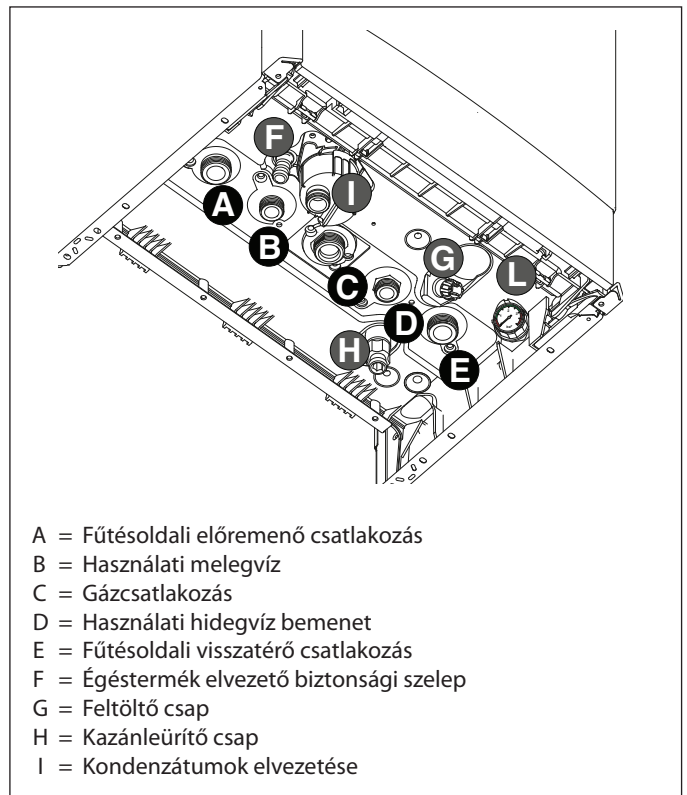 F
I
A
B
G
L
C
D
H
E
A = Fűtésoldali előremenő csatlakozás
B = Használati melegvíz
C = Gázcsatlakozás
D = Használati hidegvíz bemenet
E = Fűtésoldali visszatérő csatlakozás
F = Égéstermék elvezető biztonsági szelep
G = Feltöltő csap
H = Kazánleürítő csap
I = Kondenzátumok elvezetése